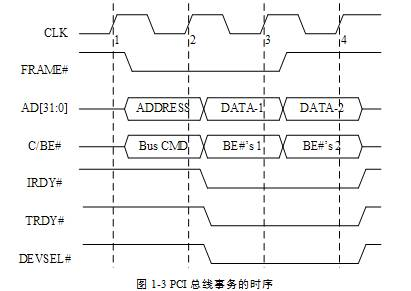 CLK
1 2 3 4
FRAME#
AD[31:0] ADDRESS DATA-1 DATA-2
C/BE# Bus CMD BE#'s 1 BE#'s 2
IRDY#
TRDY#
DEVSEL#
图 1-3 PCI 总线事务的时序